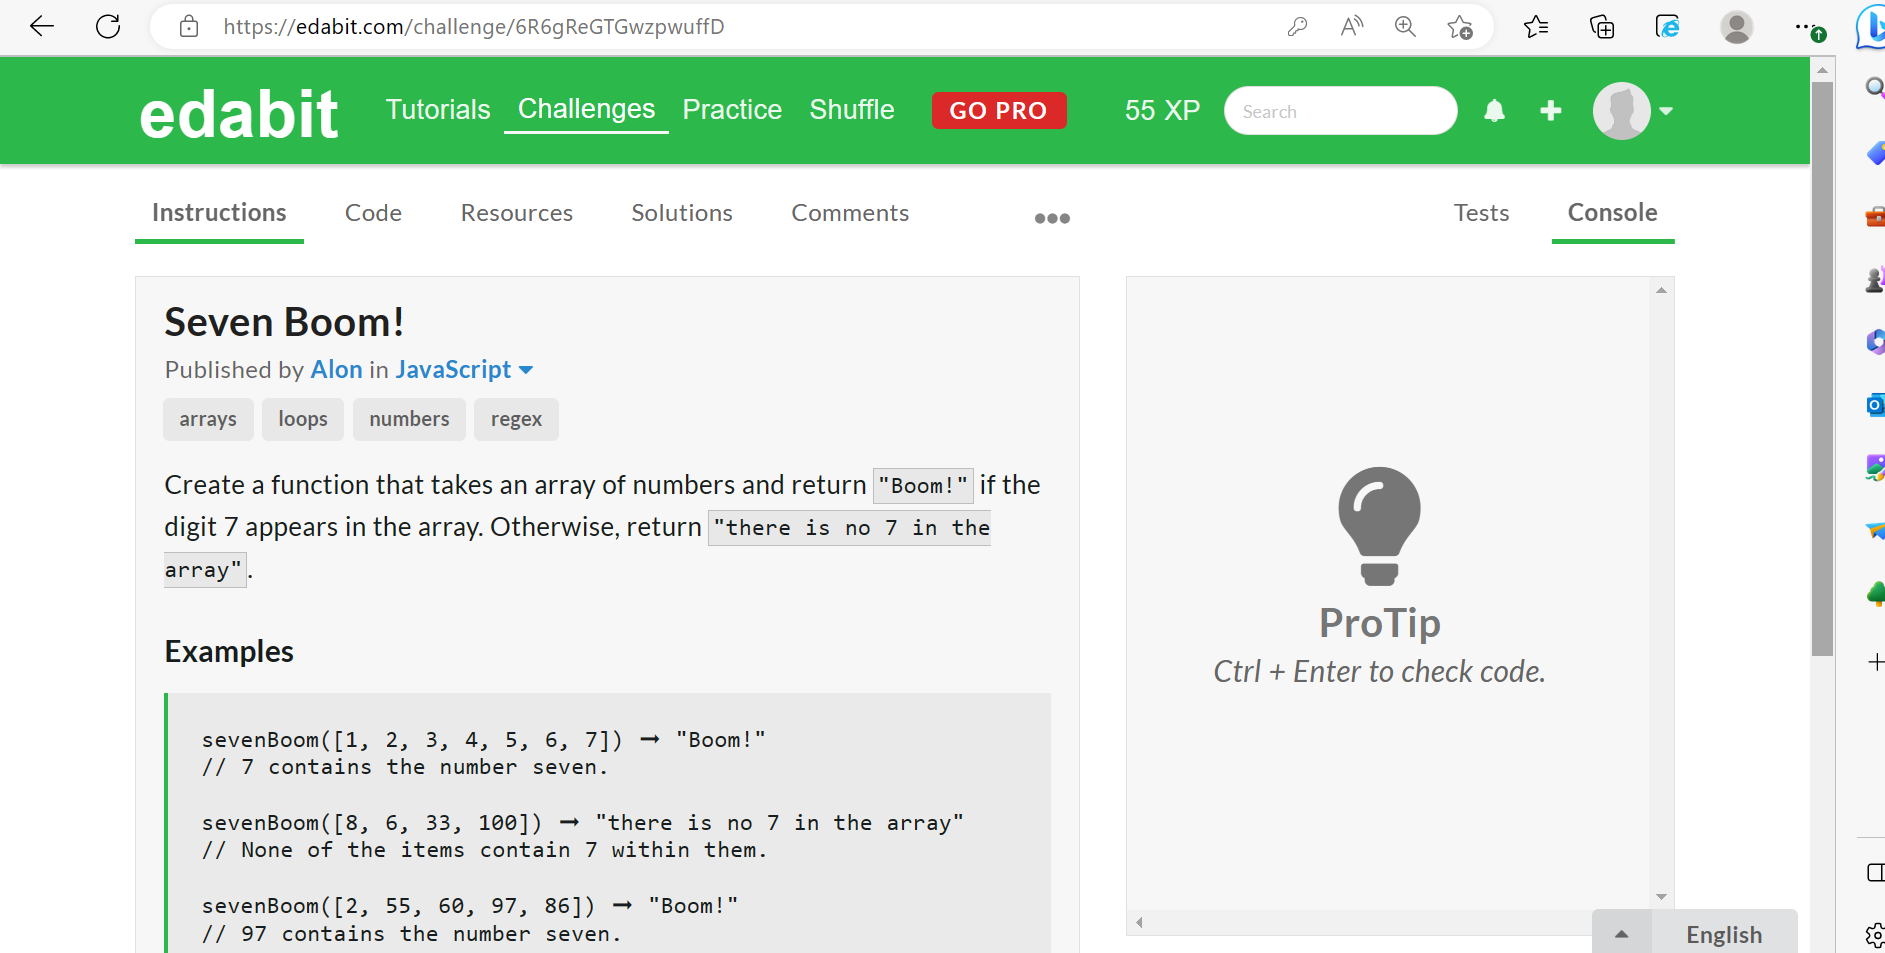 https://edabit.com/challenge/6R6gReGTGwzpwuffD
edabit Tutorials Challenges Practice Shuffle GO PRO 55 XP Search
Instructions Code Resources Solutions Comments ••• Tests Console
Seven Boom!
Published by Alon in JavaScript
arrays loops numbers regex
Create a function that takes an array of numbers and return "Boom!" if the
digit 7 appears in the array. Otherwise, return "there is no 7 in the
array".
Examples
sevenBoom([1, 2, 3, 4, 5, 6, 7]) ➞ "Boom!"
// 7 contains the number seven.
sevenBoom([8, 6, 33, 100]) ➞ "there is no 7 in the array"
// None of the items contain 7 within them.
sevenBoom([2, 55, 60, 97, 86]) ➞ "Boom!"
// 97 contains the number seven.
ProTip
Ctrl + Enter to check code.
English